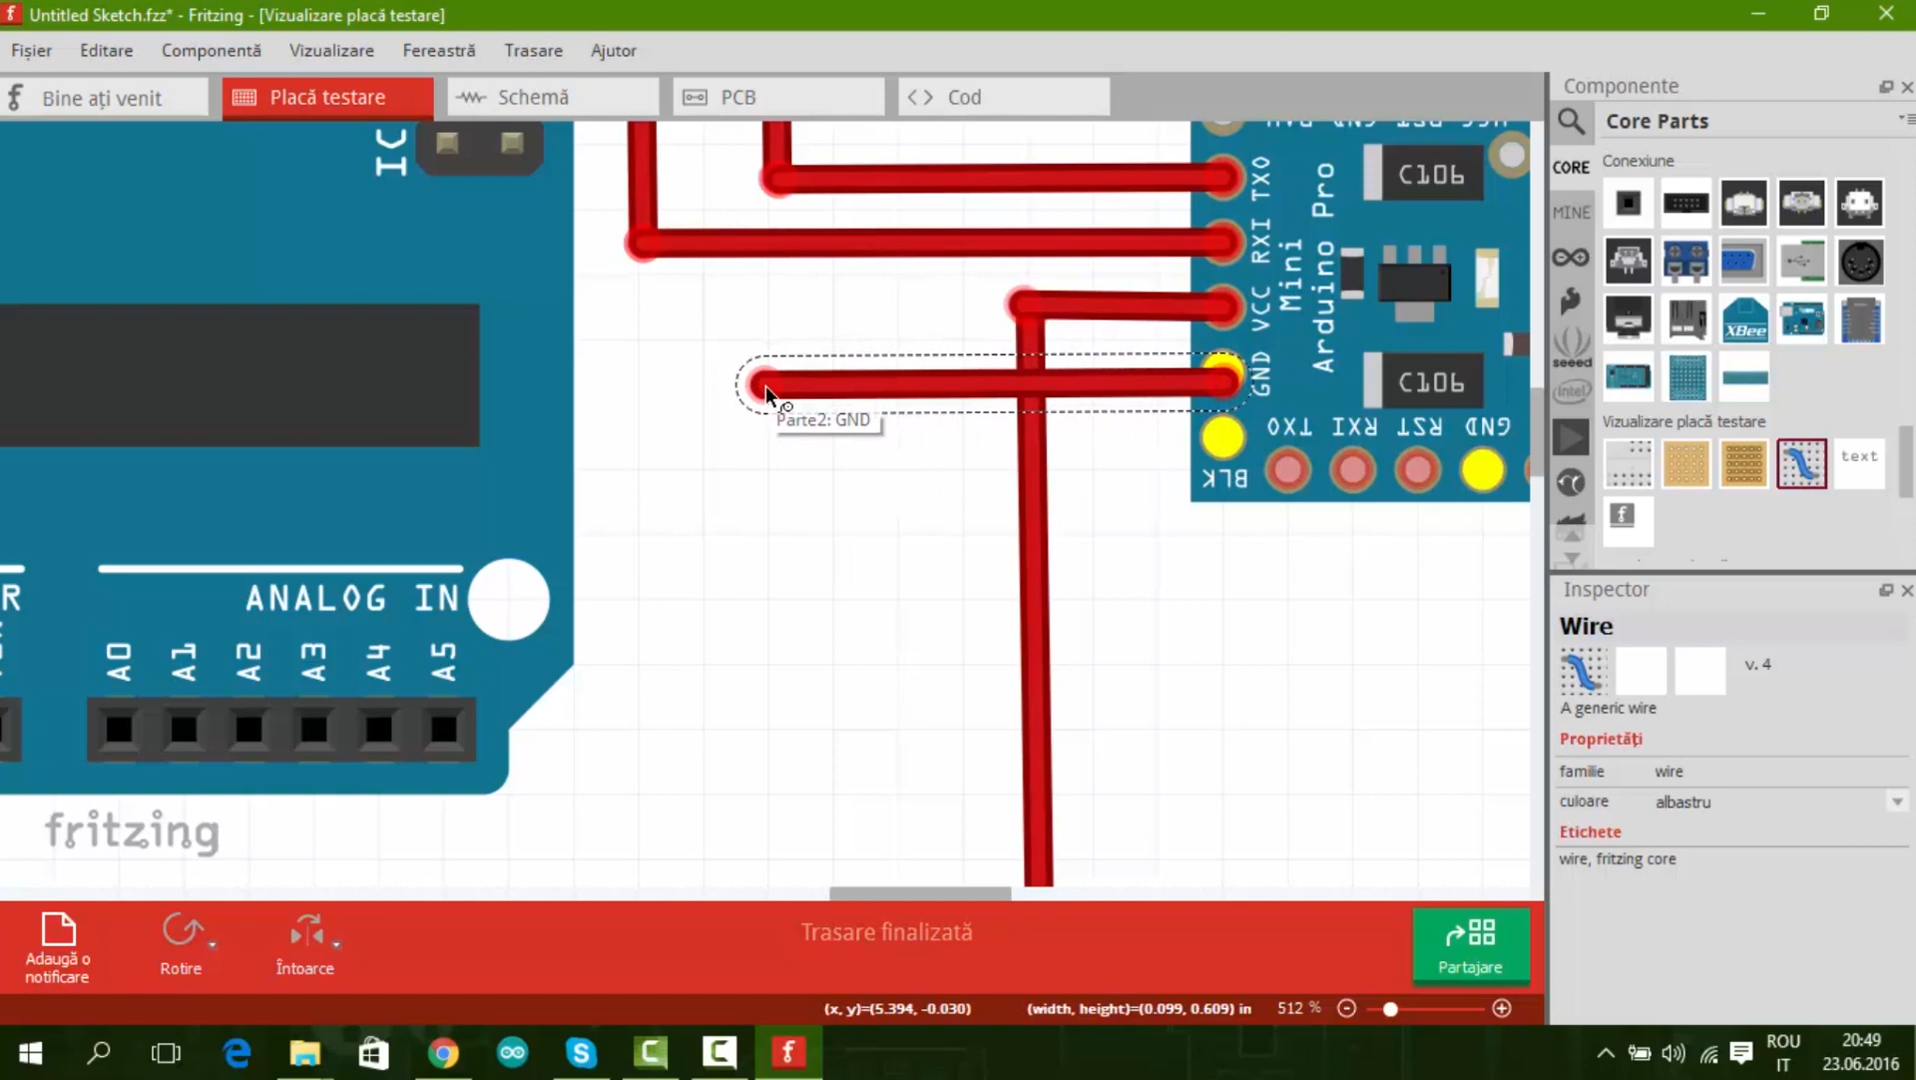 Untitled Sketch.fzz* - Fritzing - [Vizualizare placă testare]
Fișier Editare Componentă Vizualizare Fereastră Trasare Ajutor
Bine ați venit Placă testare Schemă PCB Cod
Componente
Core Parts
CORE
MINE
seeed
intel
Conexiune
XBee
Vizualizare placă testare
text
IC
TXO
RXI
VCC
GND
Arduino Pro
Mini
C106
C106
TXO RXI RST GND
BLK
Parte2: GND
R
ANALOG IN
A0 A1 A2 A3 A4 A5
fritzing
Inspector
Wire
v. 4
A generic wire
Proprietăți
familie wire
culoare albastru
Etichete
wire, fritzing core
Adaugă o
notificare
Rotire
Întoarce
Trasare finalizată
Partajare
(x, y)=(5.394, -0.030) (width, height)=(0.099, 0.609) in 512 %
ROU
IT
20:49
23.06.2016